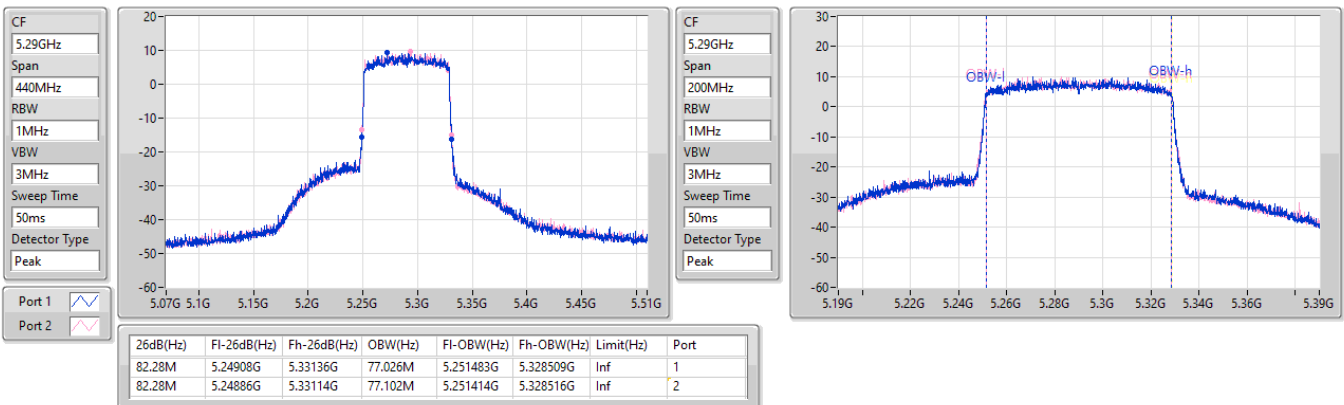 CF
5.29GHz
Span
440MHz
RBW
1MHz
VBW
3MHz
Sweep Time
50ms
Detector Type
Peak
Port 1
Port 2
20
10
0
-10
-20
-30
-40
-50
-60
5.07G 5.1G 5.15G 5.2G 5.25G 5.3G 5.35G 5.4G 5.45G 5.51G
CF
5.29GHz
Span
200MHz
RBW
1MHz
VBW
3MHz
Sweep Time
50ms
Detector Type
Peak
30
20
10
0
-10
-20
-30
-40
-50
-60
OBW-l OBW-h
5.19G 5.22G 5.24G 5.26G 5.28G 5.3G 5.32G 5.34G 5.36G 5.39G
26dB(Hz) Fl-26dB(Hz) Fh-26dB(Hz) OBW(Hz) Fl-OBW(Hz) Fh-OBW(Hz) Limit(Hz) Port
82.28M 5.24908G 5.33136G 77.026M 5.251483G 5.328509G Inf 1
82.28M 5.24886G 5.33114G 77.102M 5.251414G 5.328516G Inf 2